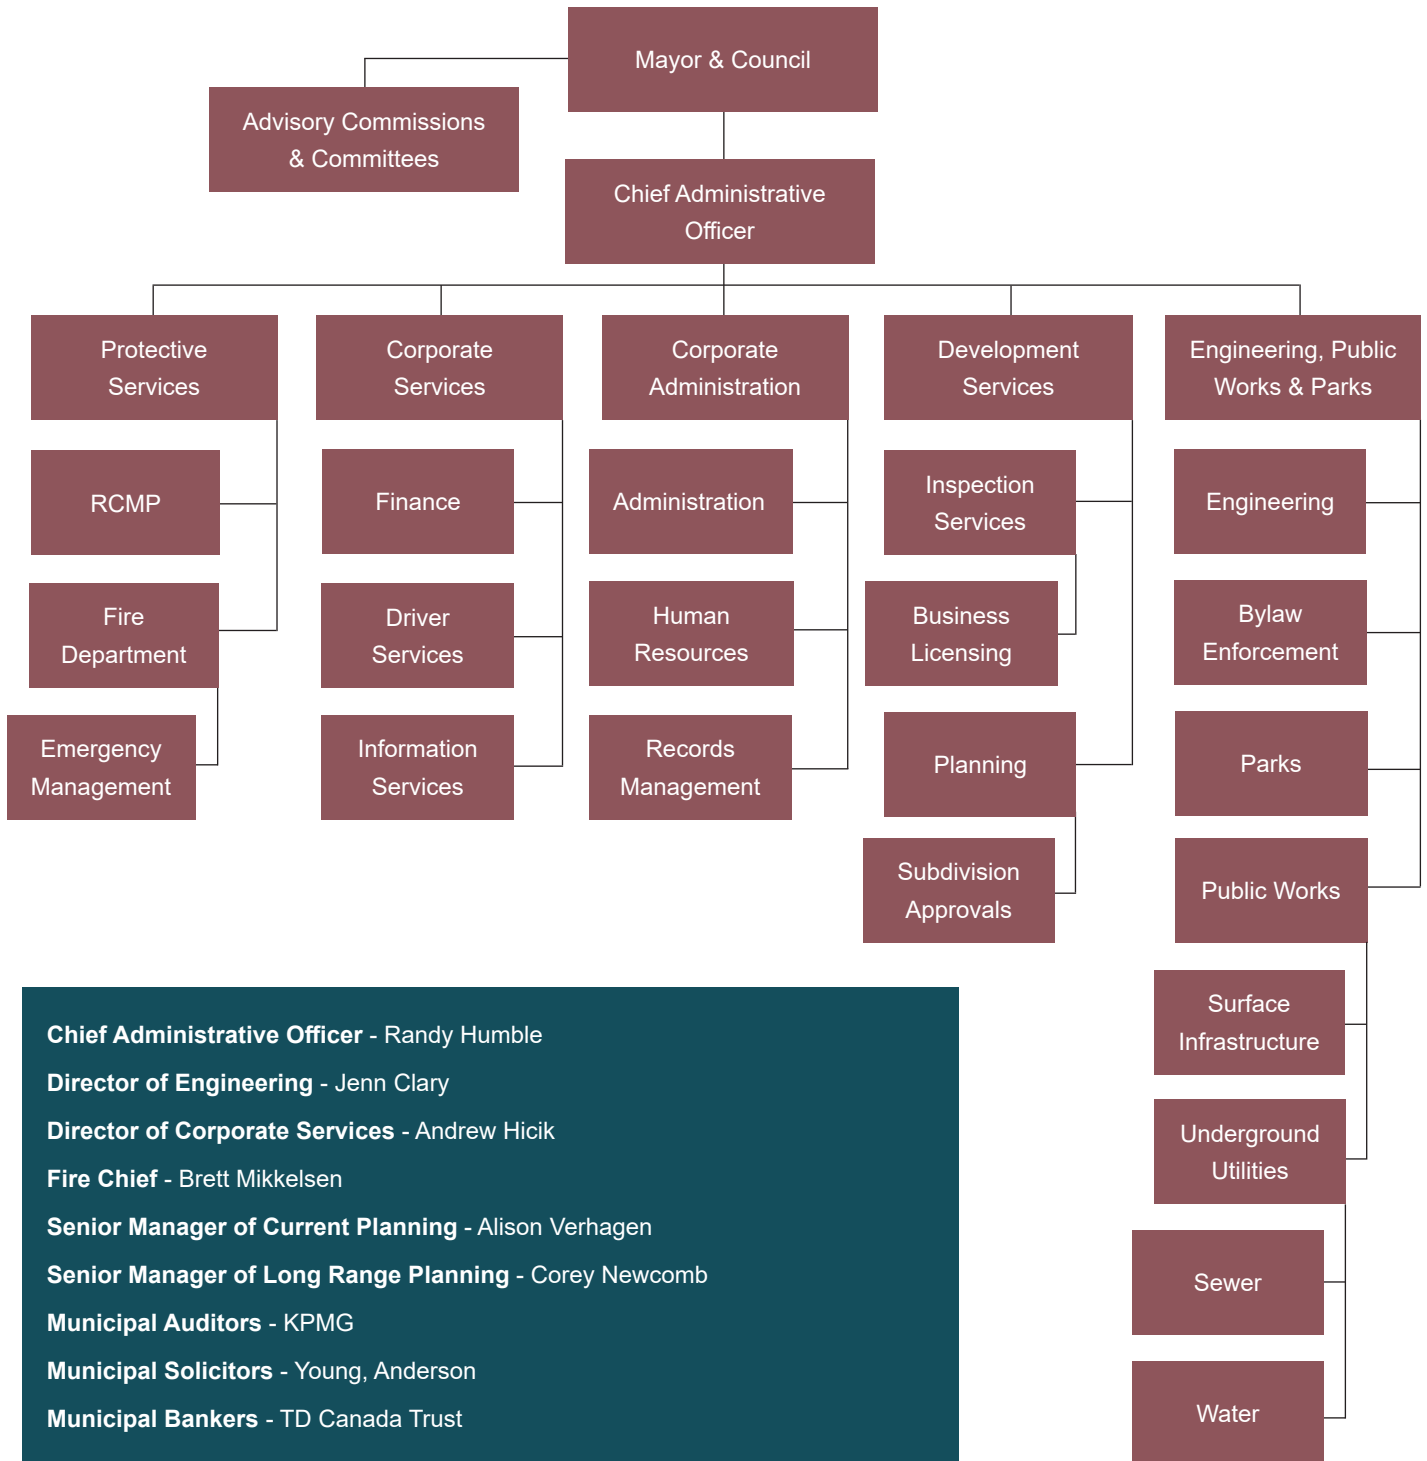 Mayor & Council
Advisory Commissions
& Committees
Chief Administrative
Officer
Protective
Services
Corporate
Services
Corporate
Administration
Development
Services
Engineering, Public
Works & Parks
RCMP
Finance
Administration
Inspection
Services
Engineering
Fire
Department
Driver
Services
Human
Resources
Business
Licensing
Bylaw
Enforcement
Emergency
Management
Information
Services
Records
Management
Planning
Parks
Subdivision
Approvals
Public Works
Surface
Infrastructure
Underground
Utilities
Sewer
Water
Chief Administrative Officer - Randy Humble
Director of Engineering - Jenn Clary
Director of Corporate Services - Andrew Hicik
Fire Chief - Brett Mikkelsen
Senior Manager of Current Planning - Alison Verhagen
Senior Manager of Long Range Planning - Corey Newcomb
Municipal Auditors - KPMG
Municipal Solicitors - Young, Anderson
Municipal Bankers - TD Canada Trust